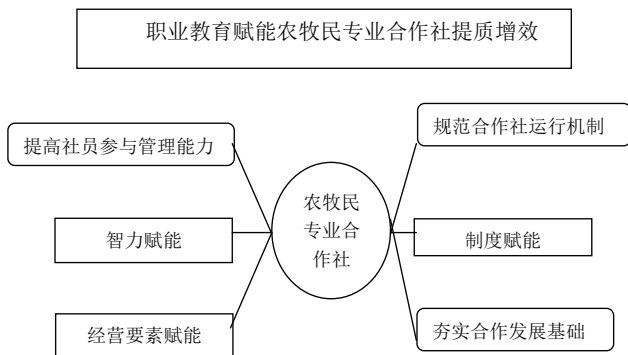 职业教育赋能农牧民专业合作社提质增效
提高社员参与管理能力
规范合作社运行机制
农牧民
专业合
作社
智力赋能
制度赋能
经营要素赋能
夯实合作发展基础